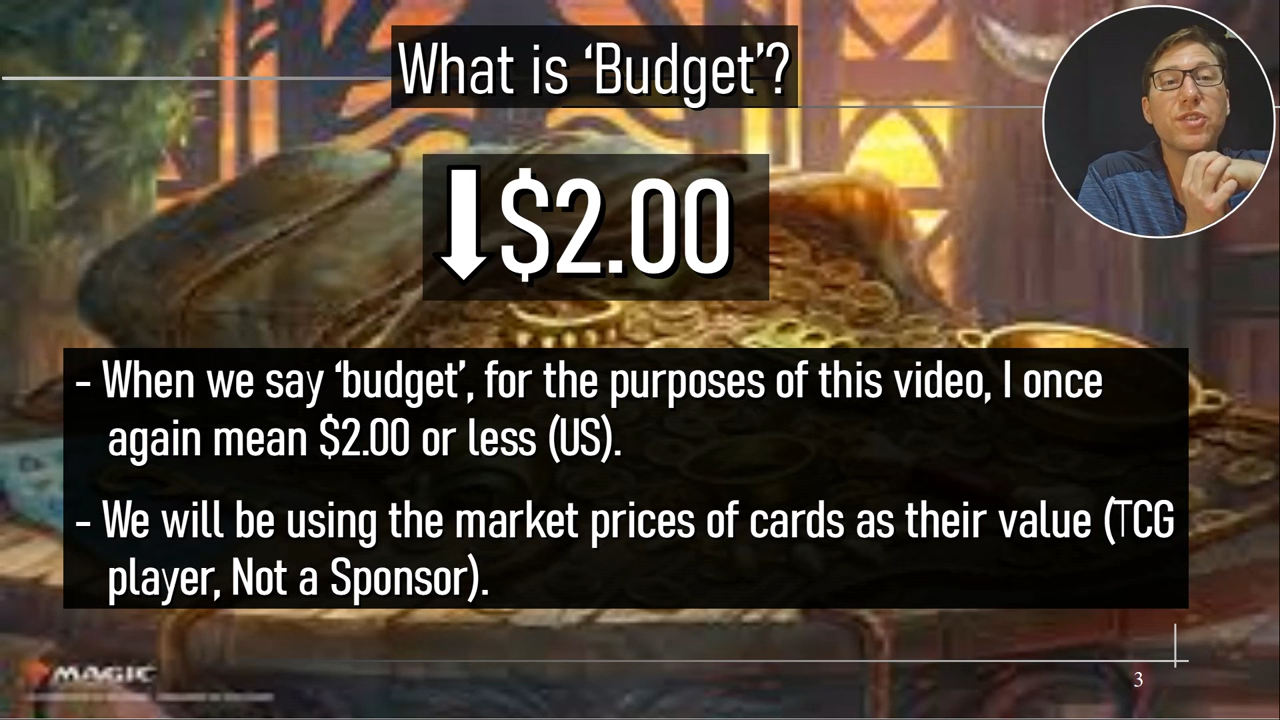 What is ‘Budget’?
$2.00
- When we say ‘budget’, for the purposes of this video, I once
again mean $2.00 or less (US).
- We will be using the market prices of cards as their value (TCG
player, Not a Sponsor).
MAGIC
3